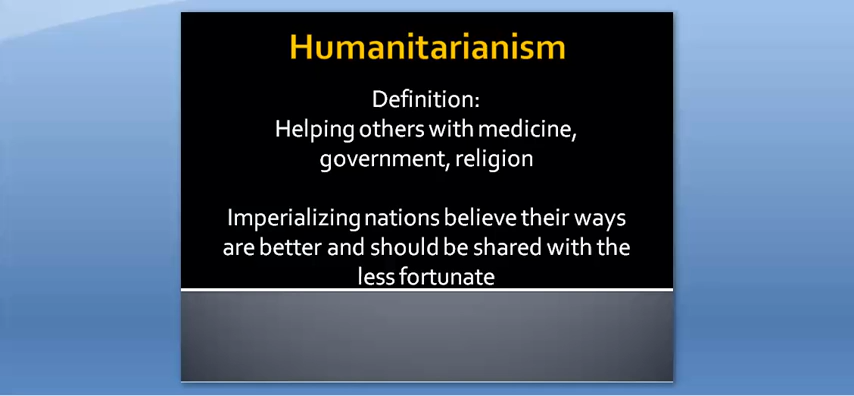 Humanitarianism
Definition:
Helping others with medicine,
government, religion
Imperializing nations believe their ways
are better and should be shared with the
less fortunate